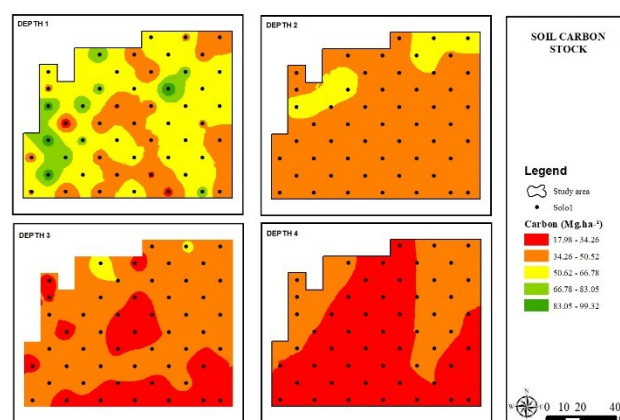 DEPTH 1
DEPTH 2
DEPTH 3
DEPTH 4
SOIL CARBON
STOCK
Legend
Study area
Solo1
Carbon (Mg.ha-¹)
17.98 - 34.26
34.26 - 50.52
50.62 - 66.78
66.78 - 83.05
83.05 - 99.32
N
W
0 10 20 40